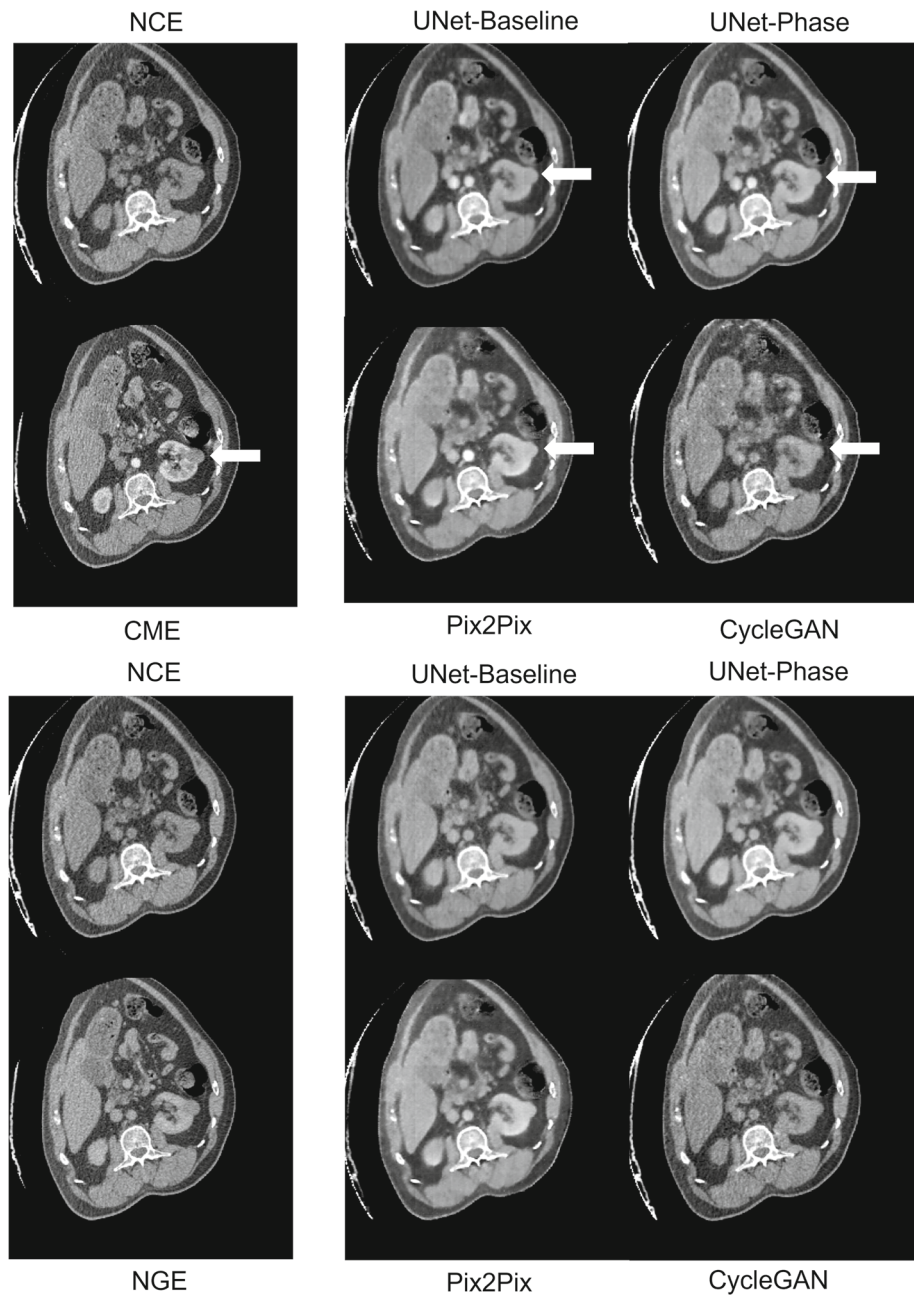 NCE UNet-Baseline UNet-Phase
CME Pix2Pix CycleGAN
NCE UNet-Baseline UNet-Phase
NGE Pix2Pix CycleGAN